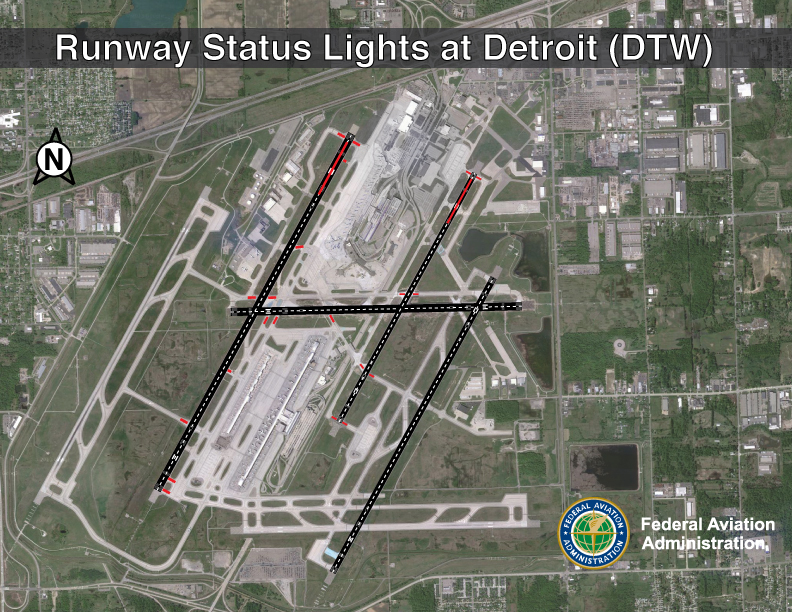 Runway Status Lights at Detroit (DTW)
N
FEDERAL AVIATION
ADMINISTRATION
Federal Aviation
Administration